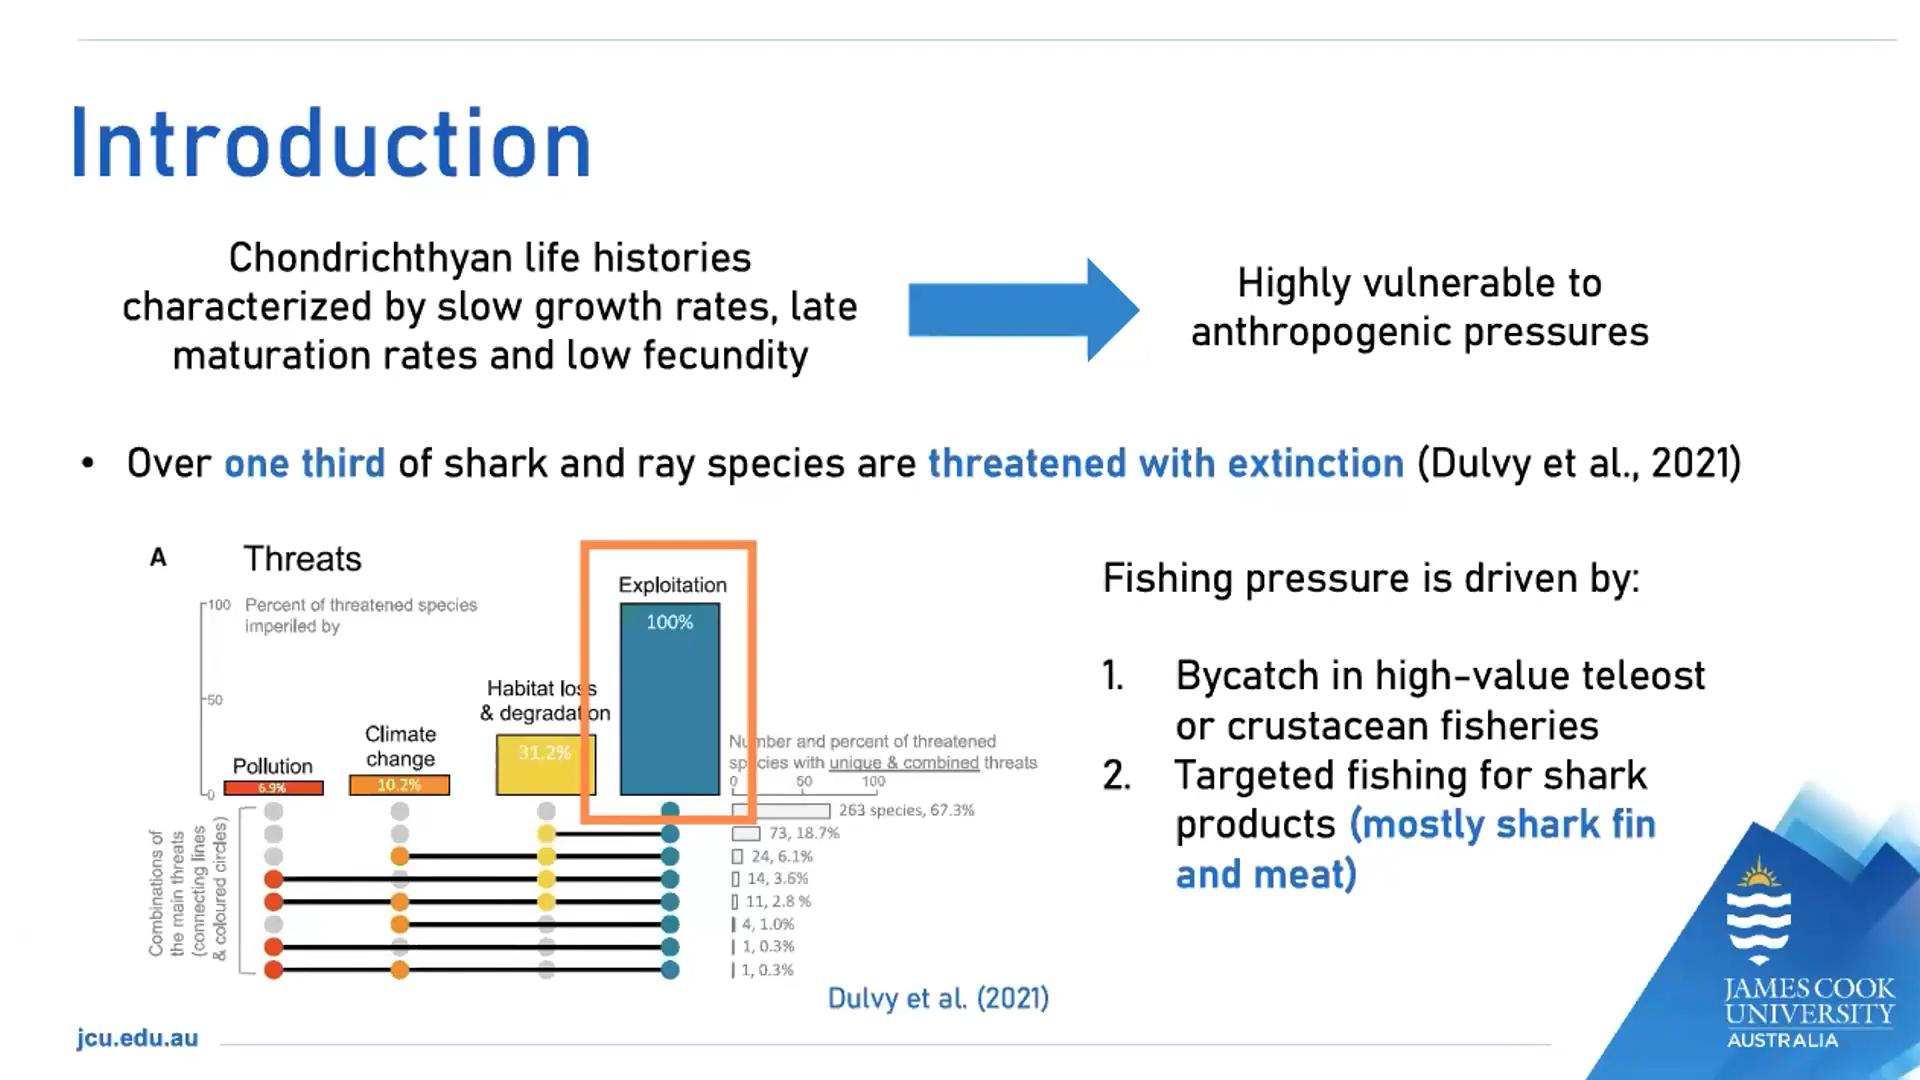 Introduction
Chondrichthyan life histories
characterized by slow growth rates, late
maturation rates and low fecundity
Highly vulnerable to
anthropogenic pressures
• Over one third of shark and ray species are threatened with extinction (Dulvy et al., 2021)
A Threats
100 Percent of threatened species
imperiled by
50
0
Pollution
6.9%
Climate
change
10.2%
Habitat loss
& degradation
31.2%
Exploitation
100%
Number and percent of threatened
species with unique & combined threats
0 50 100
263 species, 67.3%
73, 18.7%
24, 6.1%
14, 3.6%
11, 2.8 %
4, 1.0%
1, 0.3%
1, 0.3%
Combinations of
the main threats
(connecting lines
& coloured circles)
Dulvy et al. (2021)
Fishing pressure is driven by:
1. Bycatch in high-value teleost
or crustacean fisheries
2. Targeted fishing for shark
products (mostly shark fin
and meat)
jcu.edu.au
JAMES COOK
UNIVERSITY
AUSTRALIA